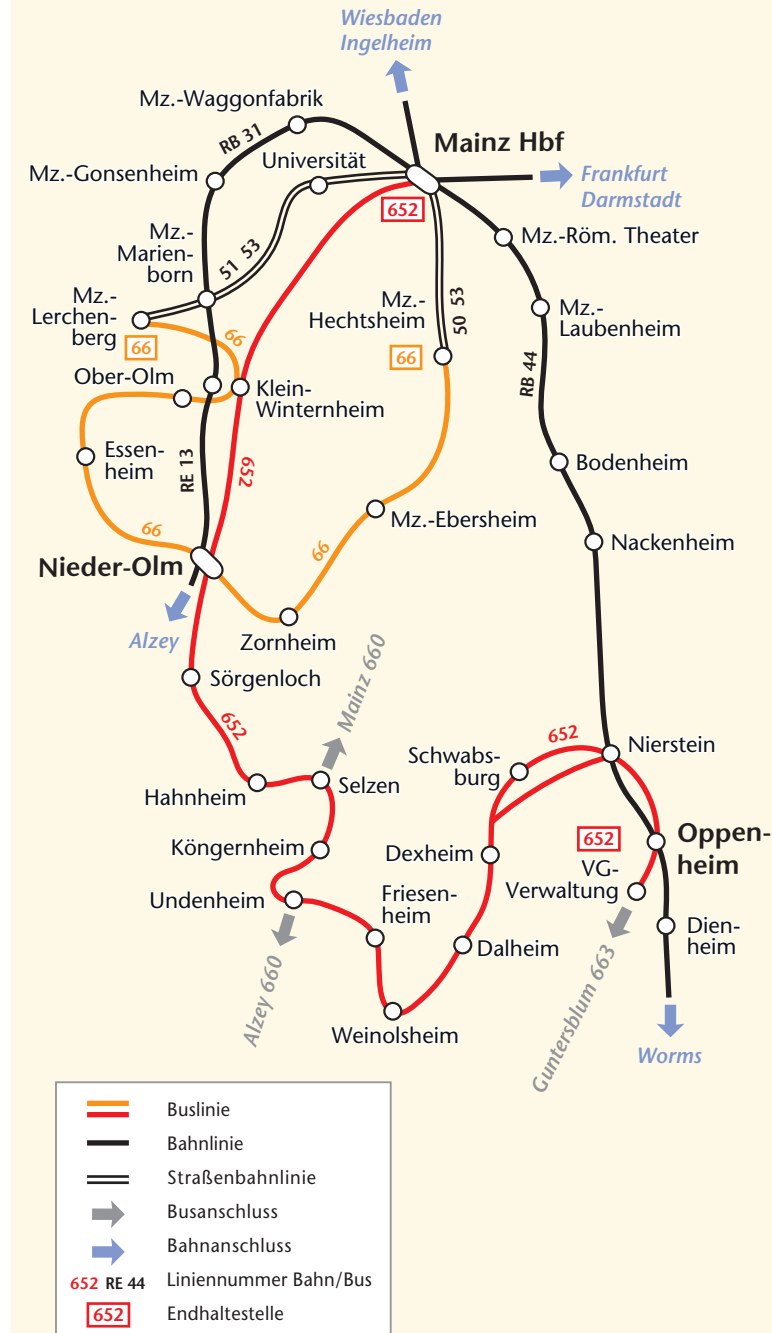 Wiesbaden
Ingelheim
Mz.-Waggonfabrik
RB 31
Mainz Hbf
Universität
Mz.-Gonsenheim
Frankfurt
Darmstadt
652
Mz.-
Marien-
born
51 53
Mz.-Röm. Theater
Mz.-
Lerchen-
berg
66
66
Mz.-
Hechtsheim
50 53
66
Mz.-
Laubenheim
RB 44
Ober-Olm
Klein-
Winternheim
Essen-
heim
RE 13
652
Bodenheim
66
66
Mz.-Ebersheim
Nackenheim
Nieder-Olm
Alzey
Zornheim
Mainz 660
Sörgenloch
652
652
Nierstein
Schwabs-
burg
Hahnheim
Selzen
652
Oppen-
heim
Köngernheim
Dexheim
VG-
Verwaltung
Undenheim
Friesen-
heim
Dien-
heim
Alzey 660
Dalheim
Guntersblum 663
Weinolsheim
Worms
Buslinie
Bahnlinie
Straßenbahnlinie
Busanschluss
Bahnanschluss
652 RE 44 Liniennummer Bahn/Bus
652 Endhaltestelle